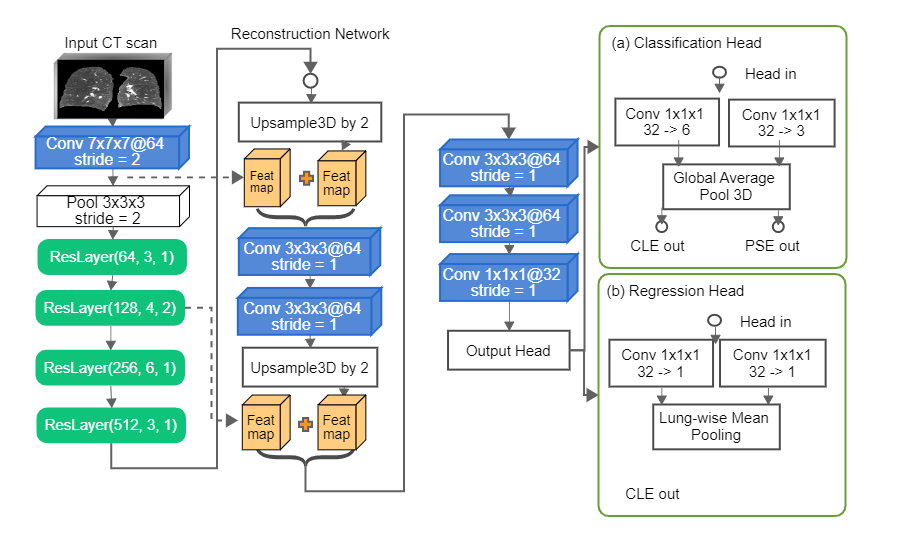 Input CT scan
Conv 7x7x7@64
stride = 2
Pool 3x3x3
stride = 2
ResLayer(64, 3, 1)
ResLayer(128, 4, 2)
ResLayer(256, 6, 1)
ResLayer(512, 3, 1)
Reconstruction Network
Upsample3D by 2
Feat
map
Feat
map
Conv 3x3x3@64
stride = 1
Conv 3x3x3@64
stride = 1
Upsample3D by 2
Feat
map
Feat
map
Conv 3x3x3@64
stride = 1
Conv 3x3x3@64
stride = 1
Conv 1x1x1@32
stride = 1
Output Head
(a) Classification Head
Head in
Conv 1x1x1
32 -> 6
Conv 1x1x1
32 -> 3
Global Average
Pool 3D
CLE out
PSE out
(b) Regression Head
Head in
Conv 1x1x1
32 -> 1
Conv 1x1x1
32 -> 1
Lung-wise Mean
Pooling
CLE out